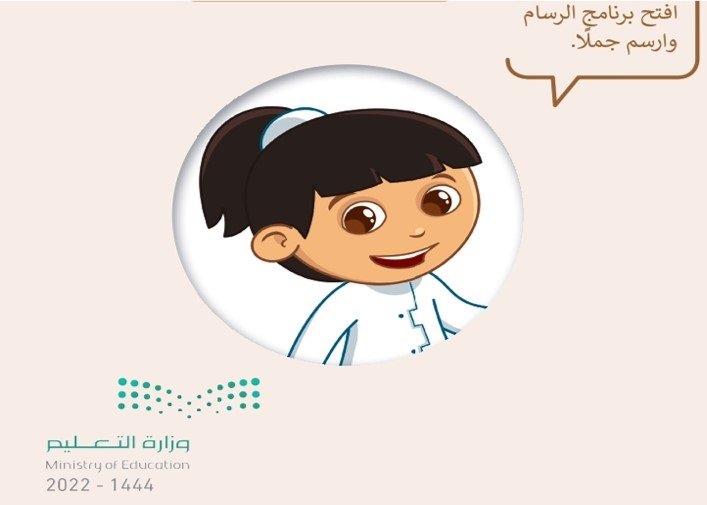 افتح برنامج الرسام
وارسم جملًا.
وزارة التعليم
Ministry of Education
2022 - 1444